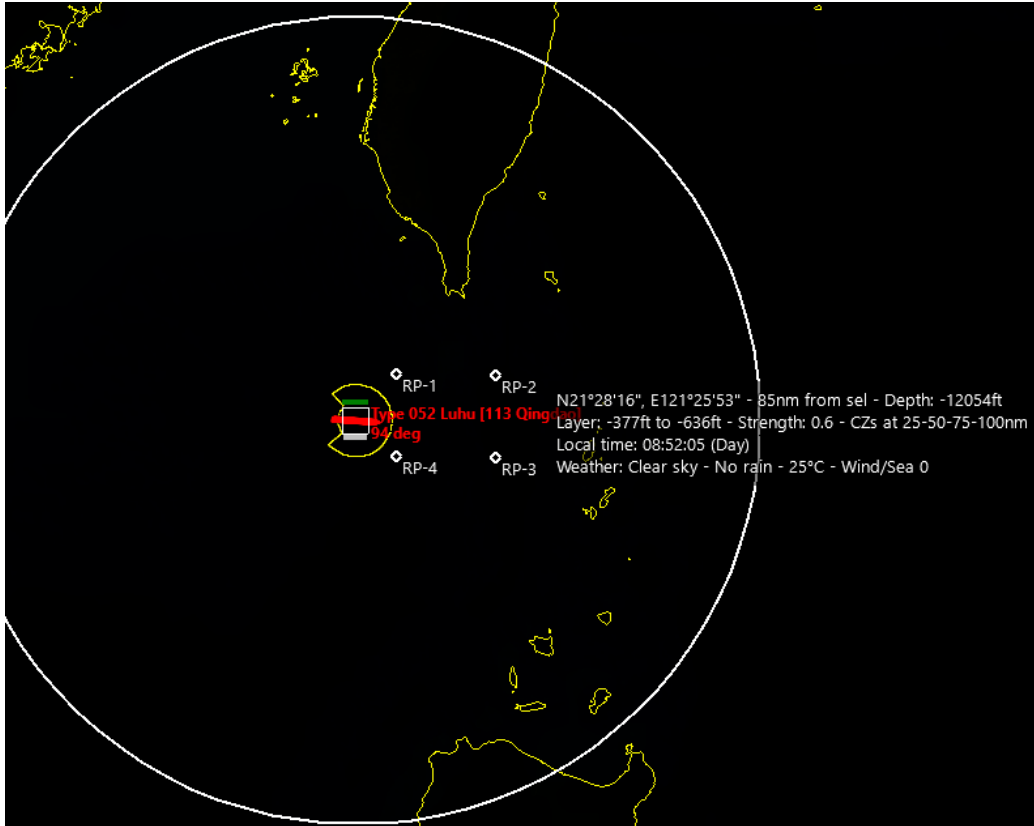 RP-1
RP-2
N21°28'16", E121°25'53" - 85nm from sel - Depth: -12054ft
Type 052 Luhu [113 Qingdao]
Layer: -377ft to -636ft - Strength: 0.6 - CZs at 25-50-75-100nm
94 deg
Local time: 08:52:05 (Day)
RP-4
RP-3
Weather: Clear sky - No rain - 25°C - Wind/Sea 0